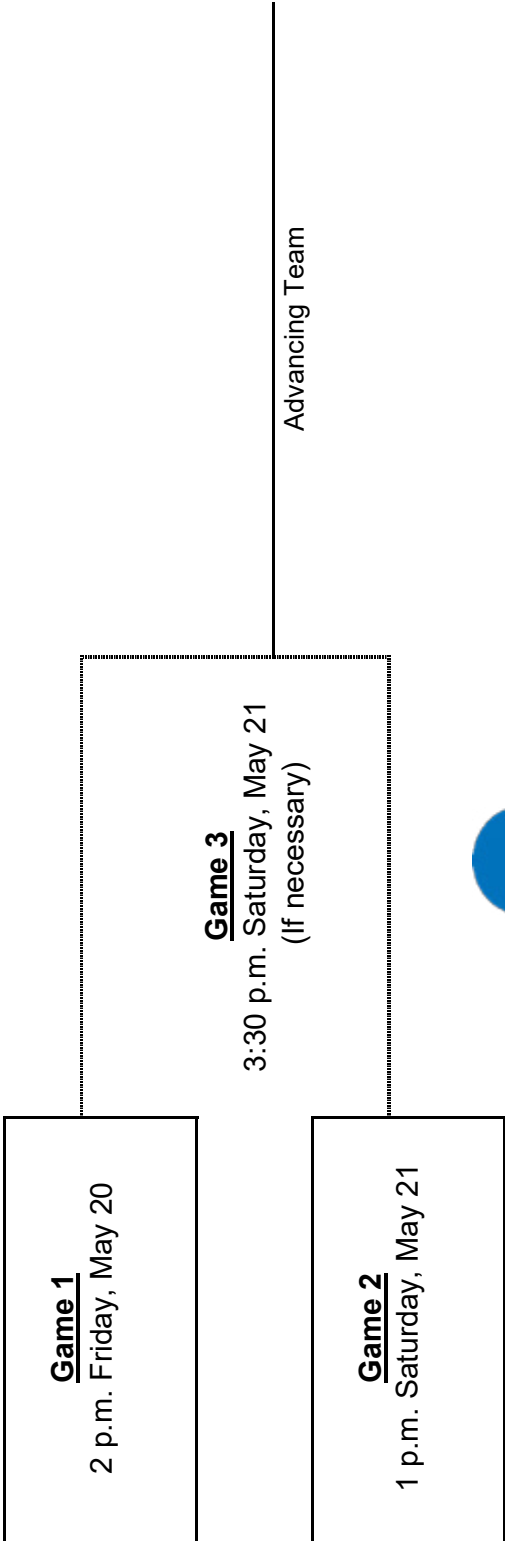 Game 1
2 p.m. Friday, May 20
Game 2
1 p.m. Saturday, May 21
Game 3
3:30 p.m. Saturday, May 21
(If necessary)
Advancing Team